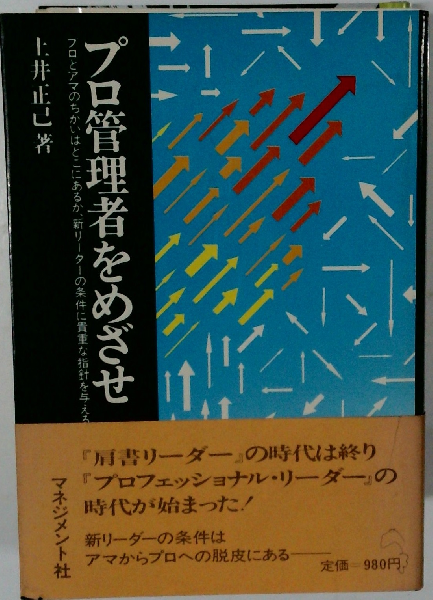 プロ管理者をめざせ
プロとアマのちがいはどこにあるか、新リーダーの条件に貴重な指針を与える
土井正己著
『肩書リーダー』の時代は終り
『プロフェッショナル・リーダー』の
時代が始まった!
新リーダーの条件は
アマからプロへの脱皮にある――
定価=980円
マネジメント社